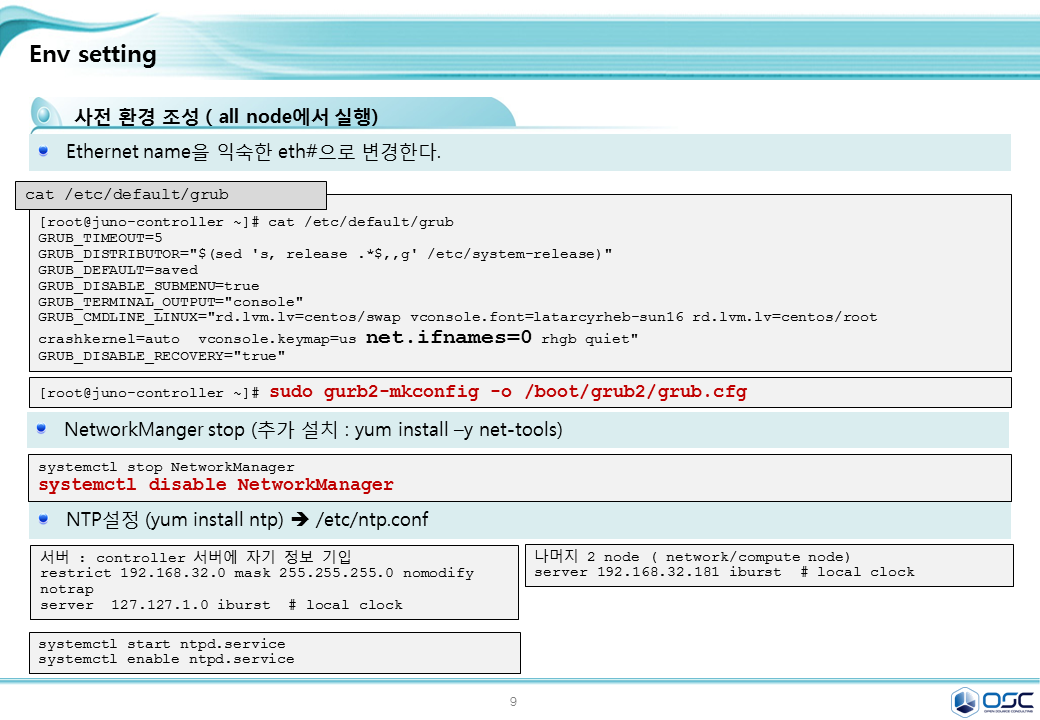 Env setting
사전 환경 조성 ( all node에서 실행)
Ethernet name을 익숙한 eth#으로 변경한다.
cat /etc/default/grub
[root@juno-controller ~]# cat /etc/default/grub
GRUB_TIMEOUT=5
GRUB_DISTRIBUTOR="$(sed 's, release .*$,,g' /etc/system-release)"
GRUB_DEFAULT=saved
GRUB_DISABLE_SUBMENU=true
GRUB_TERMINAL_OUTPUT="console"
GRUB_CMDLINE_LINUX="rd.lvm.lv=centos/swap vconsole.font=latarcyrheb-sun16 rd.lvm.lv=centos/root
crashkernel=auto  vconsole.keymap=us net.ifnames=0 rhgb quiet"
GRUB_DISABLE_RECOVERY="true"
[root@juno-controller ~]# sudo gurb2-mkconfig -o /boot/grub2/grub.cfg
NetworkManger stop (추가 설치 : yum install –y net-tools)
systemctl stop NetworkManager
systemctl disable NetworkManager
NTP설정 (yum install ntp) ➔ /etc/ntp.conf
서버 : controller 서버에 자기 정보 기입
restrict 192.168.32.0 mask 255.255.255.0 nomodify
notrap
server  127.127.1.0 iburst  # local clock
나머지 2 node ( network/compute node)
server 192.168.32.181 iburst  # local clock
systemctl start ntpd.service
systemctl enable ntpd.service
9
OSC
OPEN SOURCE CONSULTING